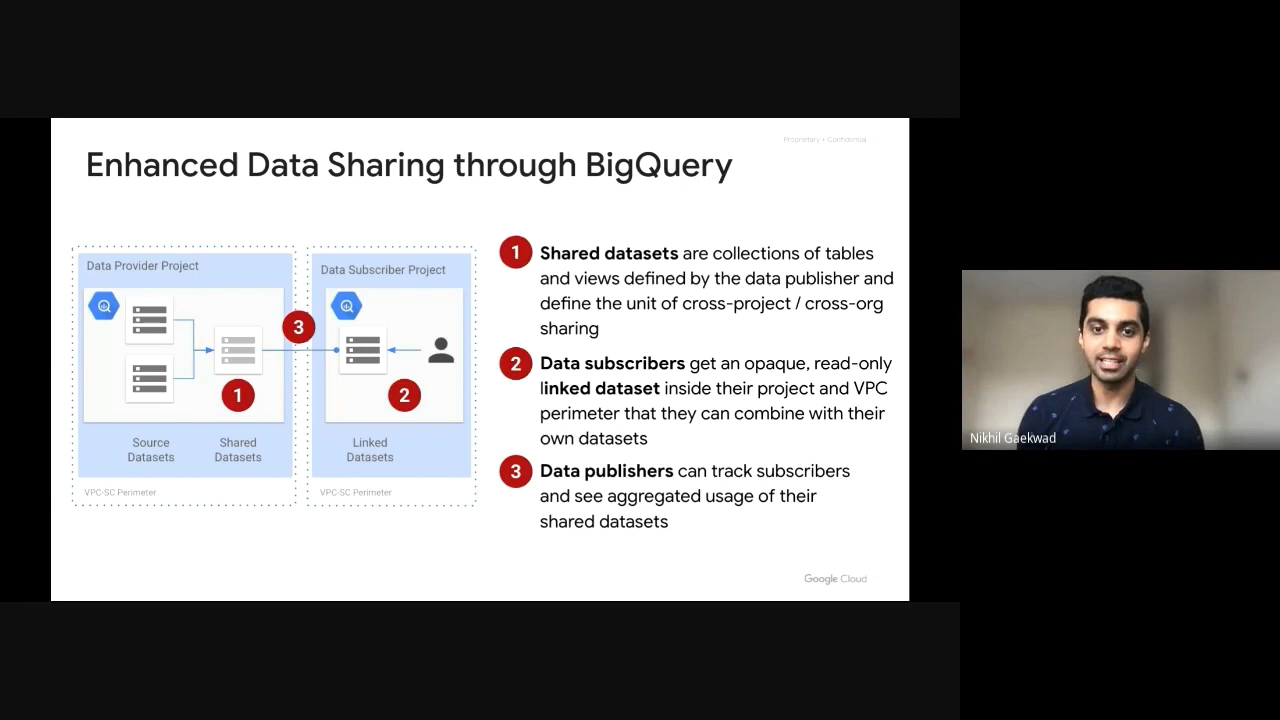 Proprietary + Confidential
Enhanced Data Sharing through BigQuery
Data Provider Project
Data Subscriber Project
3
1
2
Source
Datasets
Shared
Datasets
Linked
Datasets
VPC-SC Perimeter
VPC-SC Perimeter
1
Shared datasets are collections of tables
and views defined by the data publisher and
define the unit of cross-project / cross-org
sharing
2
Data subscribers get an opaque, read-only
linked dataset inside their project and VPC
perimeter that they can combine with their
own datasets
3
Data publishers can track subscribers
and see aggregated usage of their
shared datasets
Google Cloud
Nikhil Gaekwad